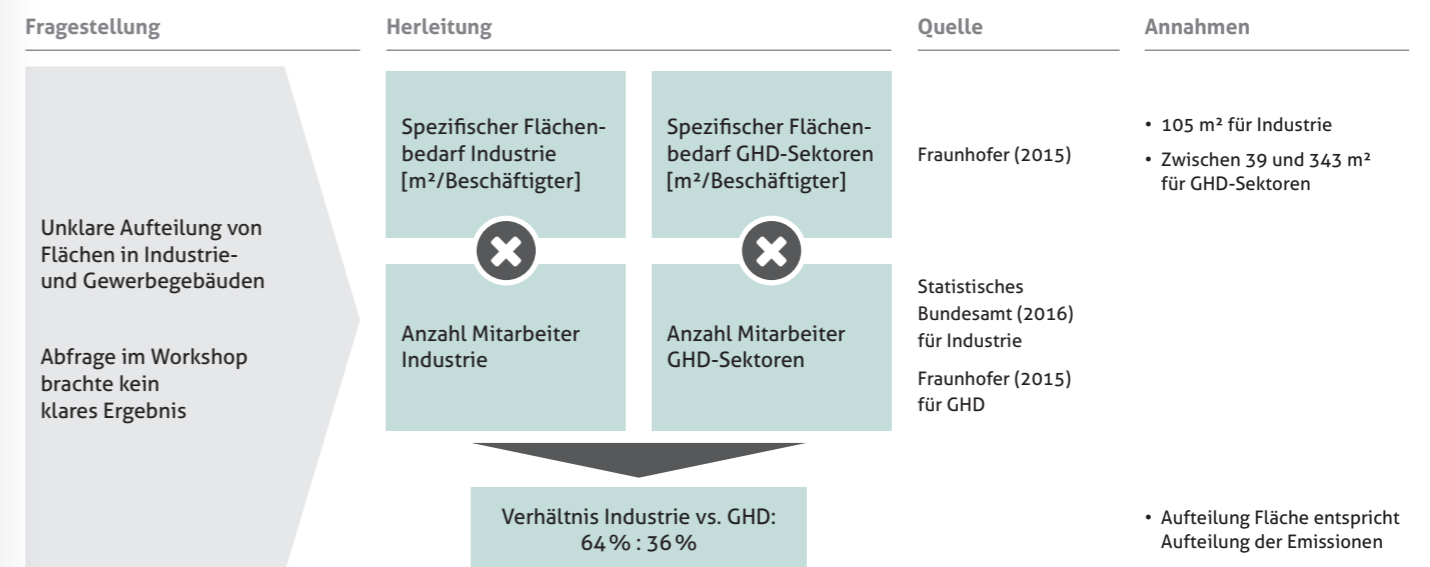 Fragestellung
Herleitung
Quelle
Annahmen
Unklare Aufteilung von
Flächen in Industrie-
und Gewerbegebäuden
Abfrage im Workshop
brachte kein
klares Ergebnis
Spezifischer Flächen-
bedarf Industrie
[m²/Beschäftigter]
Spezifischer Flächen-
bedarf GHD-Sektoren
[m²/Beschäftigter]
Fraunhofer (2015)
• 105 m² für Industrie
• Zwischen 39 und 343 m²
für GHD-Sektoren
Anzahl Mitarbeiter
Industrie
Anzahl Mitarbeiter
GHD-Sektoren
Statistisches
Bundesamt (2016)
für Industrie
Fraunhofer (2015)
für GHD
Verhältnis Industrie vs. GHD:
64 % : 36 %
• Aufteilung Fläche entspricht
Aufteilung der Emissionen